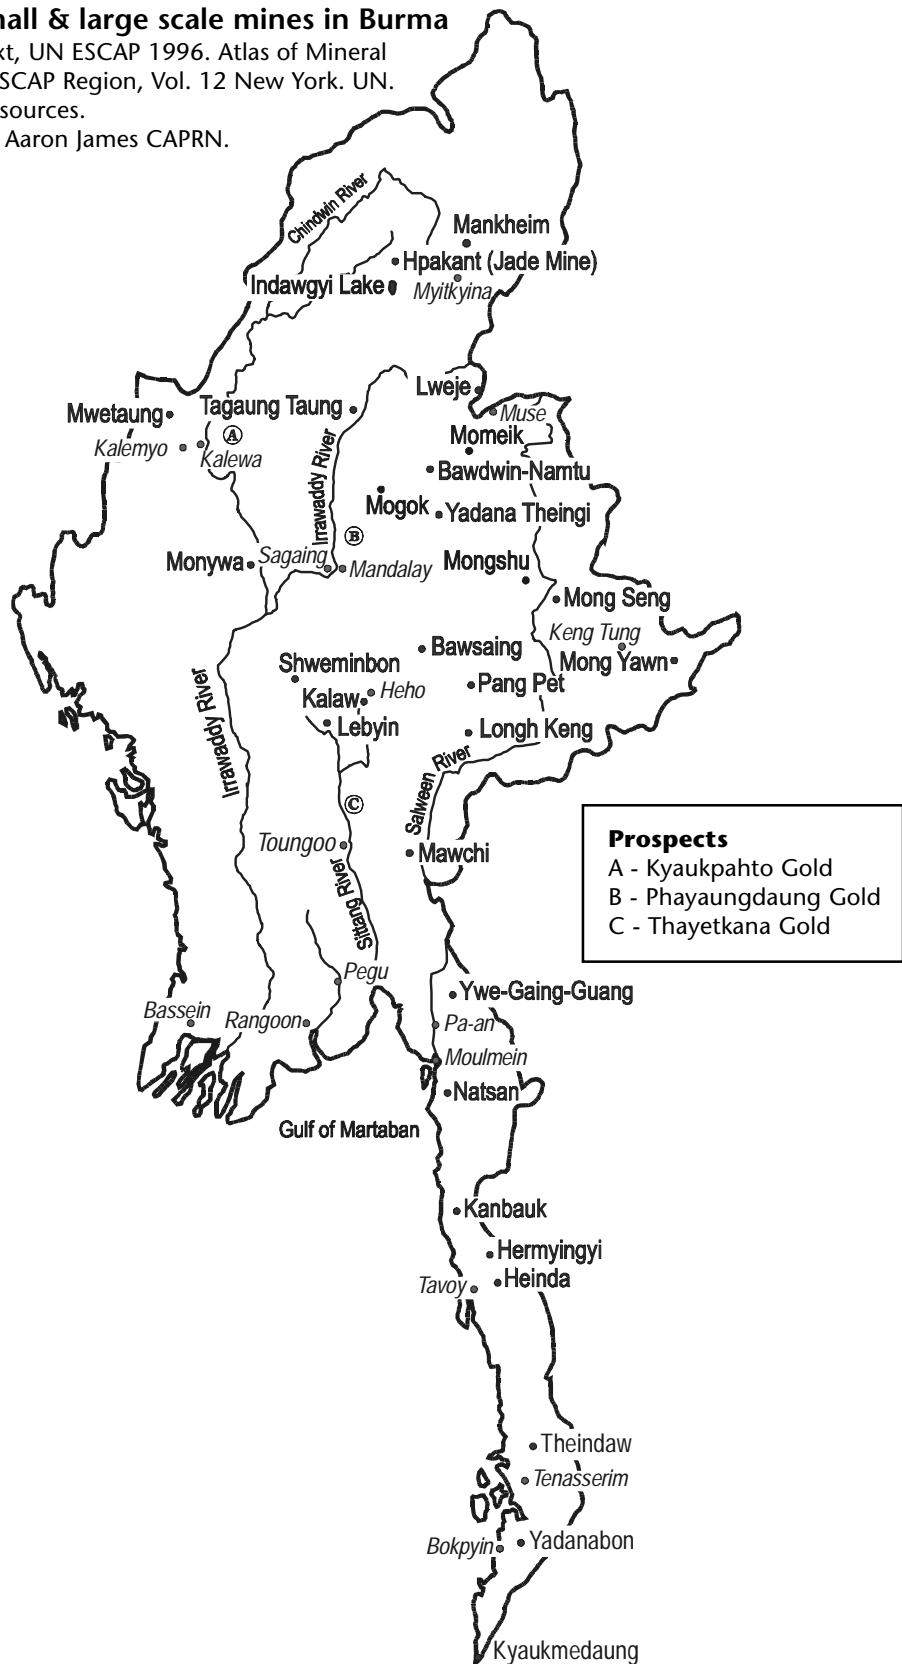 nall & large scale mines in Burma
xt, UN ESCAP 1996. Atlas of Mineral
SCAP Region, Vol. 12 New York. UN.
sources.
Aaron James CAPRN.
Chindwin River
Mankheim
Hpakant (Jade Mine)
Indawgyi Lake
Myitkyina
Lweje
Mwetaung
Tagaung Taung
Muse
A
Momeik
Kalemyo
Kalewa
Irrawaddy River
Bawdwin-Namtu
Mogok
Yadana Theingi
B
Monywa
Sagaing
Mandalay
Mongshu
Mong Seng
Keng Tung
Bawsaing
Mong Yawn
Shweminbon
Heho
Pang Pet
Kalaw
Lebyin
Longh Keng
Irrawaddy River
Salween River
C
Toungoo
Mawchi
Sittang River
Prospects
A - Kyaukpahto Gold
B - Phayaungdaung Gold
C - Thayetkana Gold
Pegu
Ywe-Gaing-Guang
Bassein
Rangoon
Pa-an
Moulmein
Natsan
Gulf of Martaban
Kanbauk
Hermyingyi
Heinda
Tavoy
Theindaw
Tenasserim
Yadanabon
Bokpyin
Kyaukmedaung